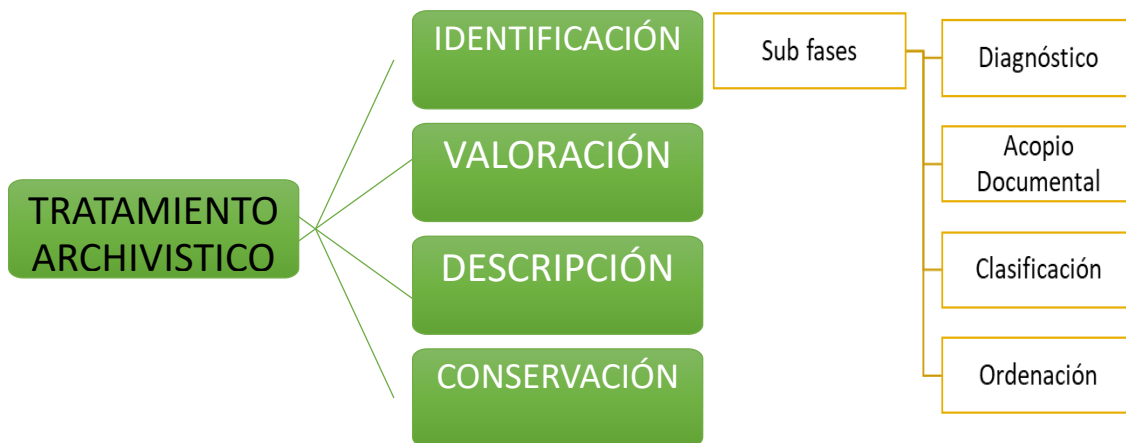 TRATAMIENTO
ARCHIVISTICO
IDENTIFICACIÓN
VALORACIÓN
DESCRIPCIÓN
CONSERVACIÓN
Sub fases
Diagnóstico
Acopio
Documental
Clasificación
Ordenación